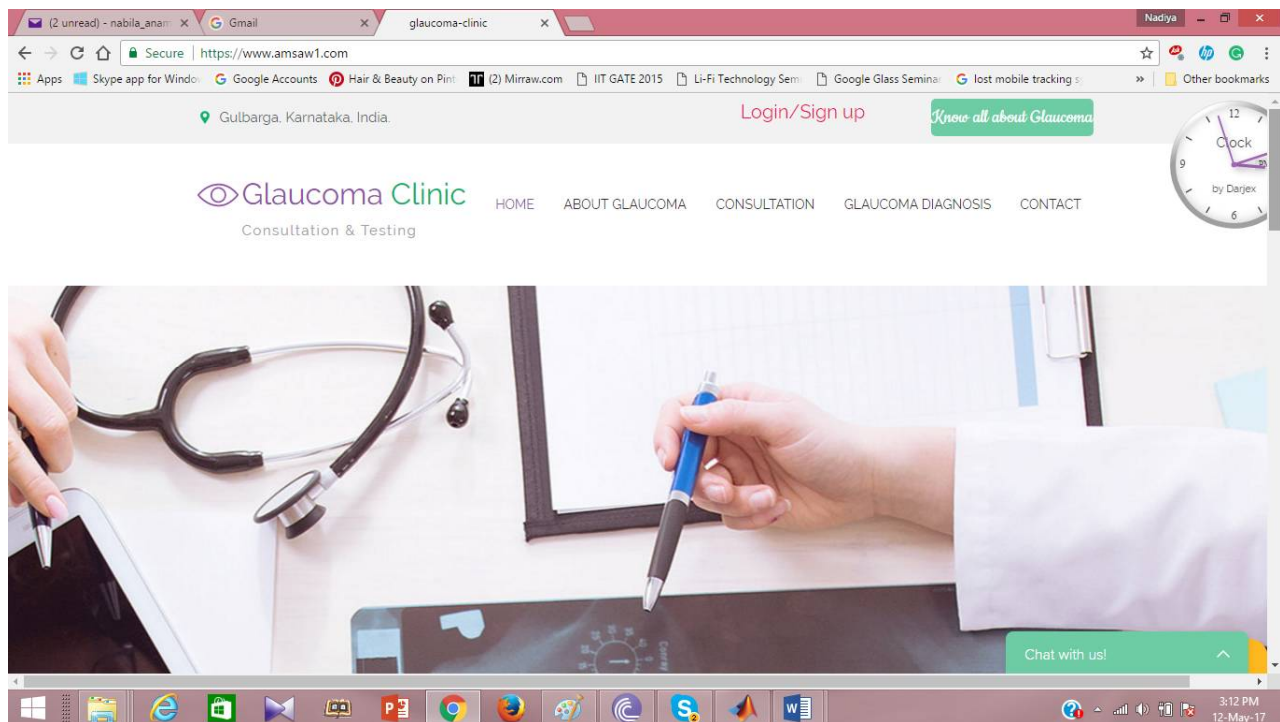 (2 unread) - nabila_anam
Gmail
glaucoma-clinic
Nadiya
Secure
https://www.amsaw1.com
Apps
Skype app for Windo
Google Accounts
Hair & Beauty on Pint
(2) Mirraw.com
IIT GATE 2015
Li-Fi Technology Sem
Google Glass Semina
lost mobile tracking s
»
Other bookmarks
Gulbarga, Karnataka, India.
Login/Sign up
Know all about Glaucoma
12
Clock
9
by Darjex
6
Glaucoma Clinic
Consultation & Testing
HOME
ABOUT GLAUCOMA
CONSULTATION
GLAUCOMA DIAGNOSIS
CONTACT
Chat with us!
3:12 PM
12-May-17